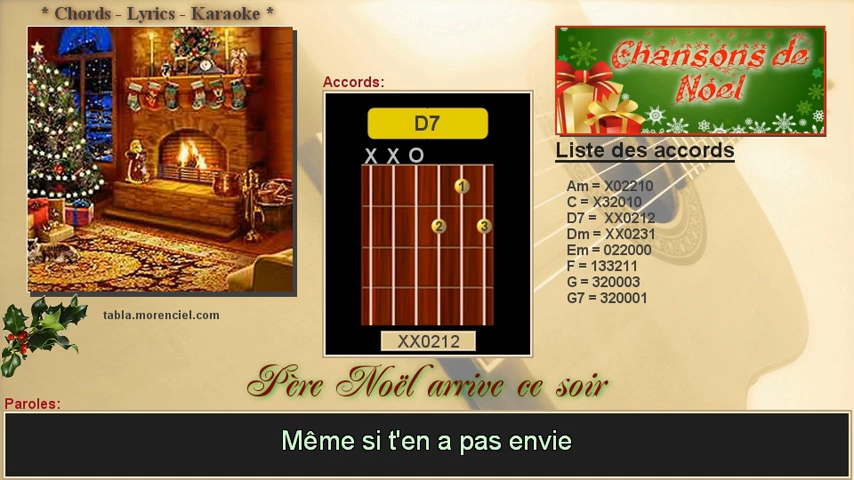 * Chords - Lyrics - Karaoke *
Accords:
D7
X X O
1
2
3
XX0212
Chansons de
Noel
Liste des accords
Am = X02210
C = X32010
D7 = XX0212
Dm = XX0231
Em = 022000
F = 133211
G = 320003
G7 = 320001
tabla.morenciel.com
Père Noël arrive ce soir
Paroles:
Même si t'en a pas envie